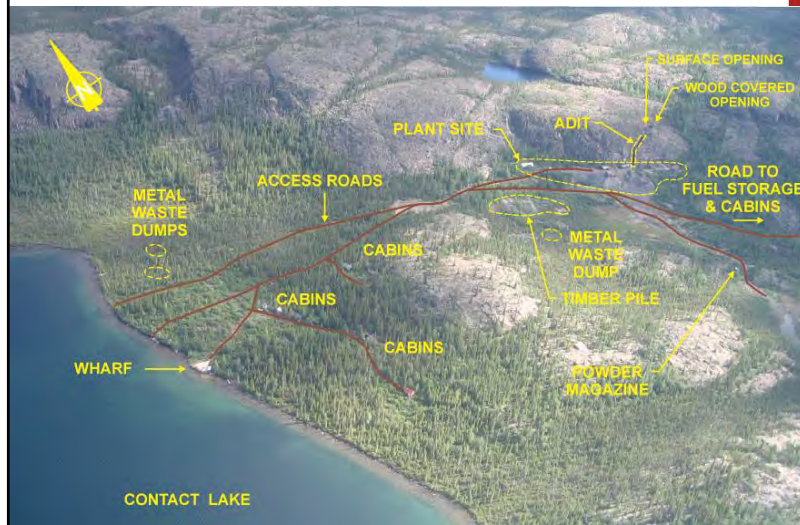 N
SURFACE OPENING
WOOD COVERED
OPENING
ADIT
PLANT SITE
ROAD TO
FUEL STORAGE
& CABINS
ACCESS ROADS
METAL
WASTE
DUMPS
CABINS
METAL
WASTE
DUMP
CABINS
TIMBER PILE
CABINS
WHARF
POWDER
MAGAZINE
CONTACT LAKE